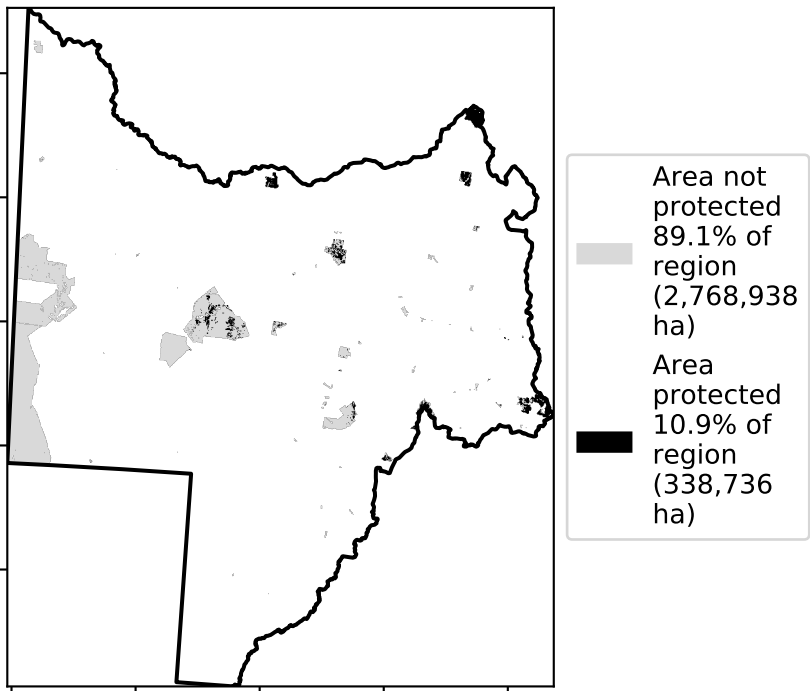 Area not
protected
89.1% of
region
(2,768,938
ha)
Area
protected
10.9% of
region
(338,736
ha)